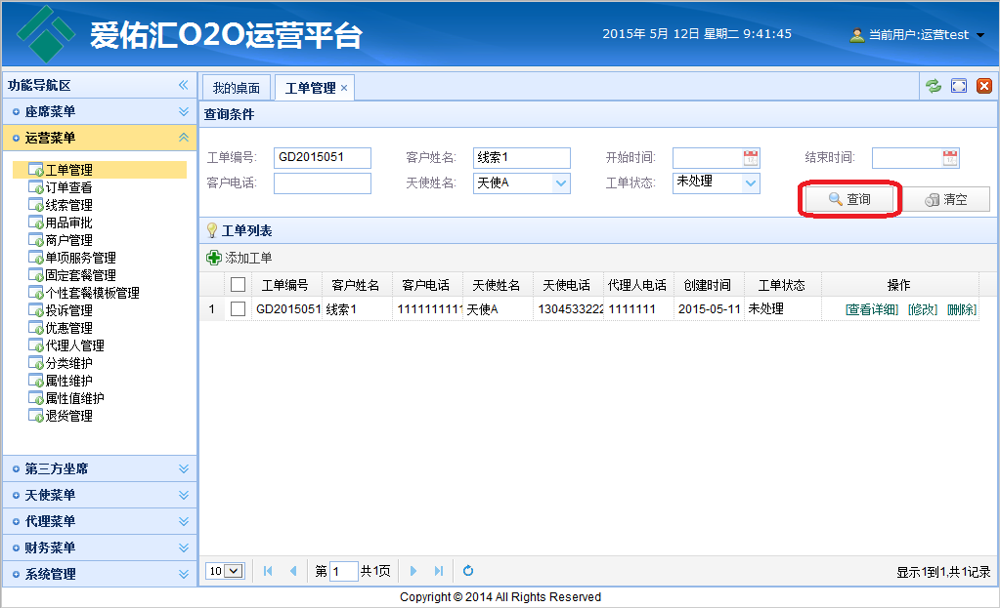 爱佑汇O2O运营平台
2015年 5月 12日 星期二 9:41:45
当前用户:运营test
功能导航区
座席菜单
运营菜单
工单管理
订单查看
线索管理
用品审批
商户管理
单项服务管理
固定套餐管理
个性套餐模板管理
投诉管理
优惠管理
代理人管理
分类维护
属性维护
属性值维护
退货管理
第三方坐席
天使菜单
代理菜单
财务菜单
系统管理
我的桌面 工单管理
查询条件
工单编号: GD2015051 客户姓名: 线索1 开始时间: 结束时间:
客户电话: 天使姓名: 天使A 工单状态: 未处理
查询 清空
工单列表
添加工单
工单编号 客户姓名 客户电话 天使姓名 天使电话 代理人电话 创建时间 工单状态 操作
1 GD2015051 线索1 1111111111 天使A 1304533222 1111111 2015-05-11 未处理 [查看详细] [修改] [删除]
10 第 1 共1页 显示1到1,共1记录
Copyright © 2014 All Rights Reserved